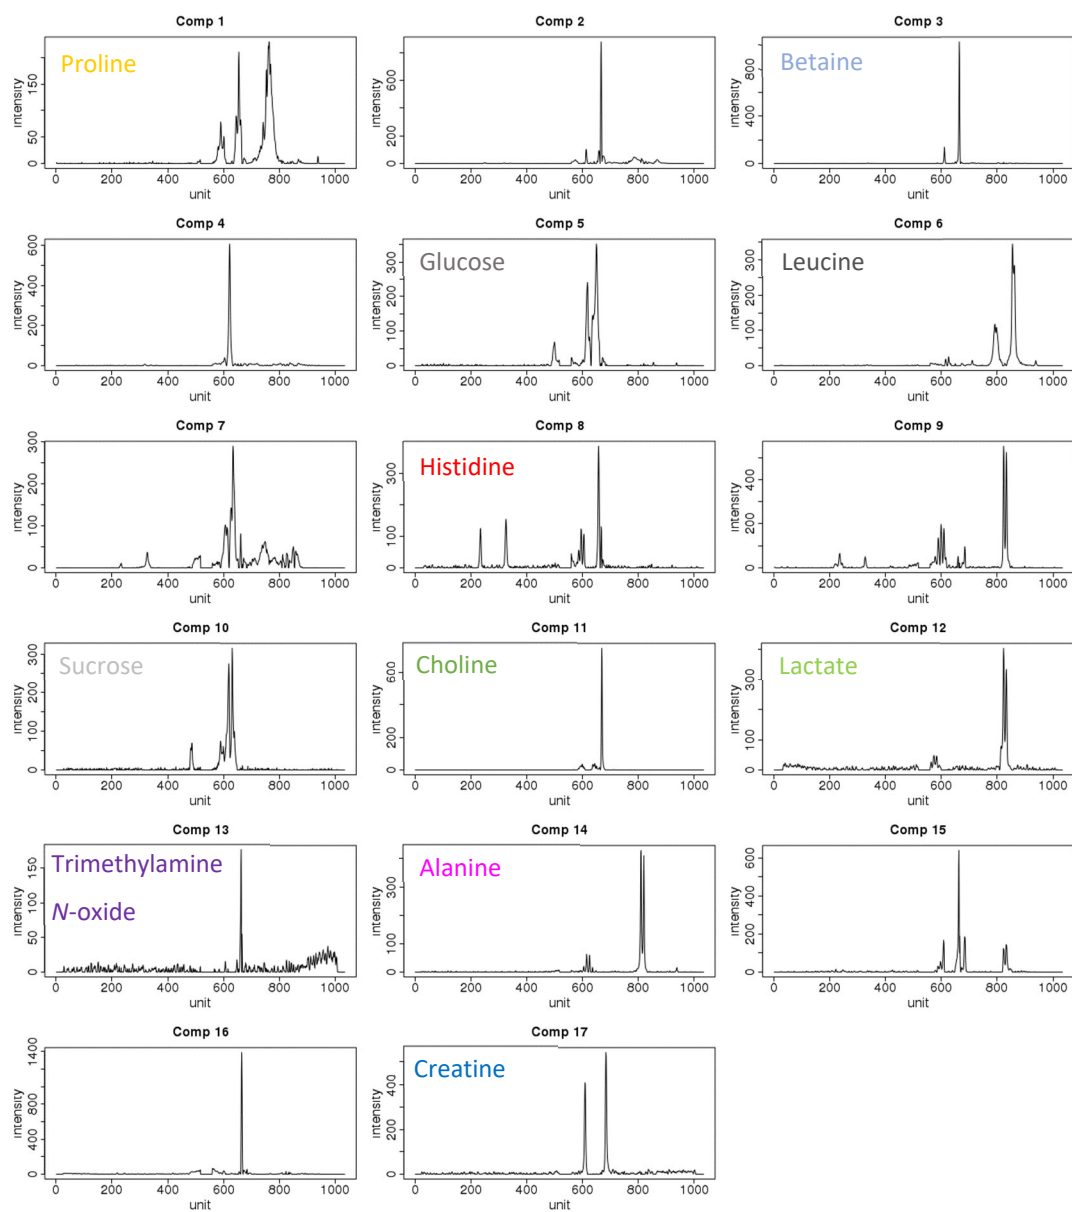 Comp 1
Comp 2
Comp 3
Proline
Betaine
intensity
0 50 150
0 200 400 600 800 1000
unit
intensity
0 200 600
0 200 400 600 800 1000
unit
intensity
0 400 800
0 200 400 600 800 1000
unit
Comp 4
Comp 5
Comp 6
Glucose
Leucine
intensity
0 200 400 600
0 200 400 600 800 1000
unit
intensity
0 100 200 300
0 200 400 600 800 1000
unit
intensity
0 100 200 300
0 200 400 600 800 1000
unit
Comp 7
Comp 8
Comp 9
Histidine
intensity
0 100 200 300
0 200 400 600 800 1000
unit
intensity
0 100 300
0 200 400 600 800 1000
unit
intensity
0 200 400
0 200 400 600 800 1000
unit
Comp 10
Comp 11
Comp 12
Sucrose
Choline
Lactate
intensity
0 100 200 300
0 200 400 600 800 1000
unit
intensity
0 200 600
0 200 400 600 800 1000
unit
intensity
0 100 300
0 200 400 600 800 1000
unit
Comp 13
Comp 14
Comp 15
Trimethylamine
N-oxide
Alanine
intensity
0 50 100 150
0 200 400 600 800 1000
unit
intensity
0 100 300
0 200 400 600 800 1000
unit
intensity
0 200 400 600
0 200 400 600 800 1000
unit
Comp 16
Comp 17
Creatine
intensity
0 400 800 1400
0 200 400 600 800 1000
unit
intensity
0 200 400
0 200 400 600 800 1000
unit